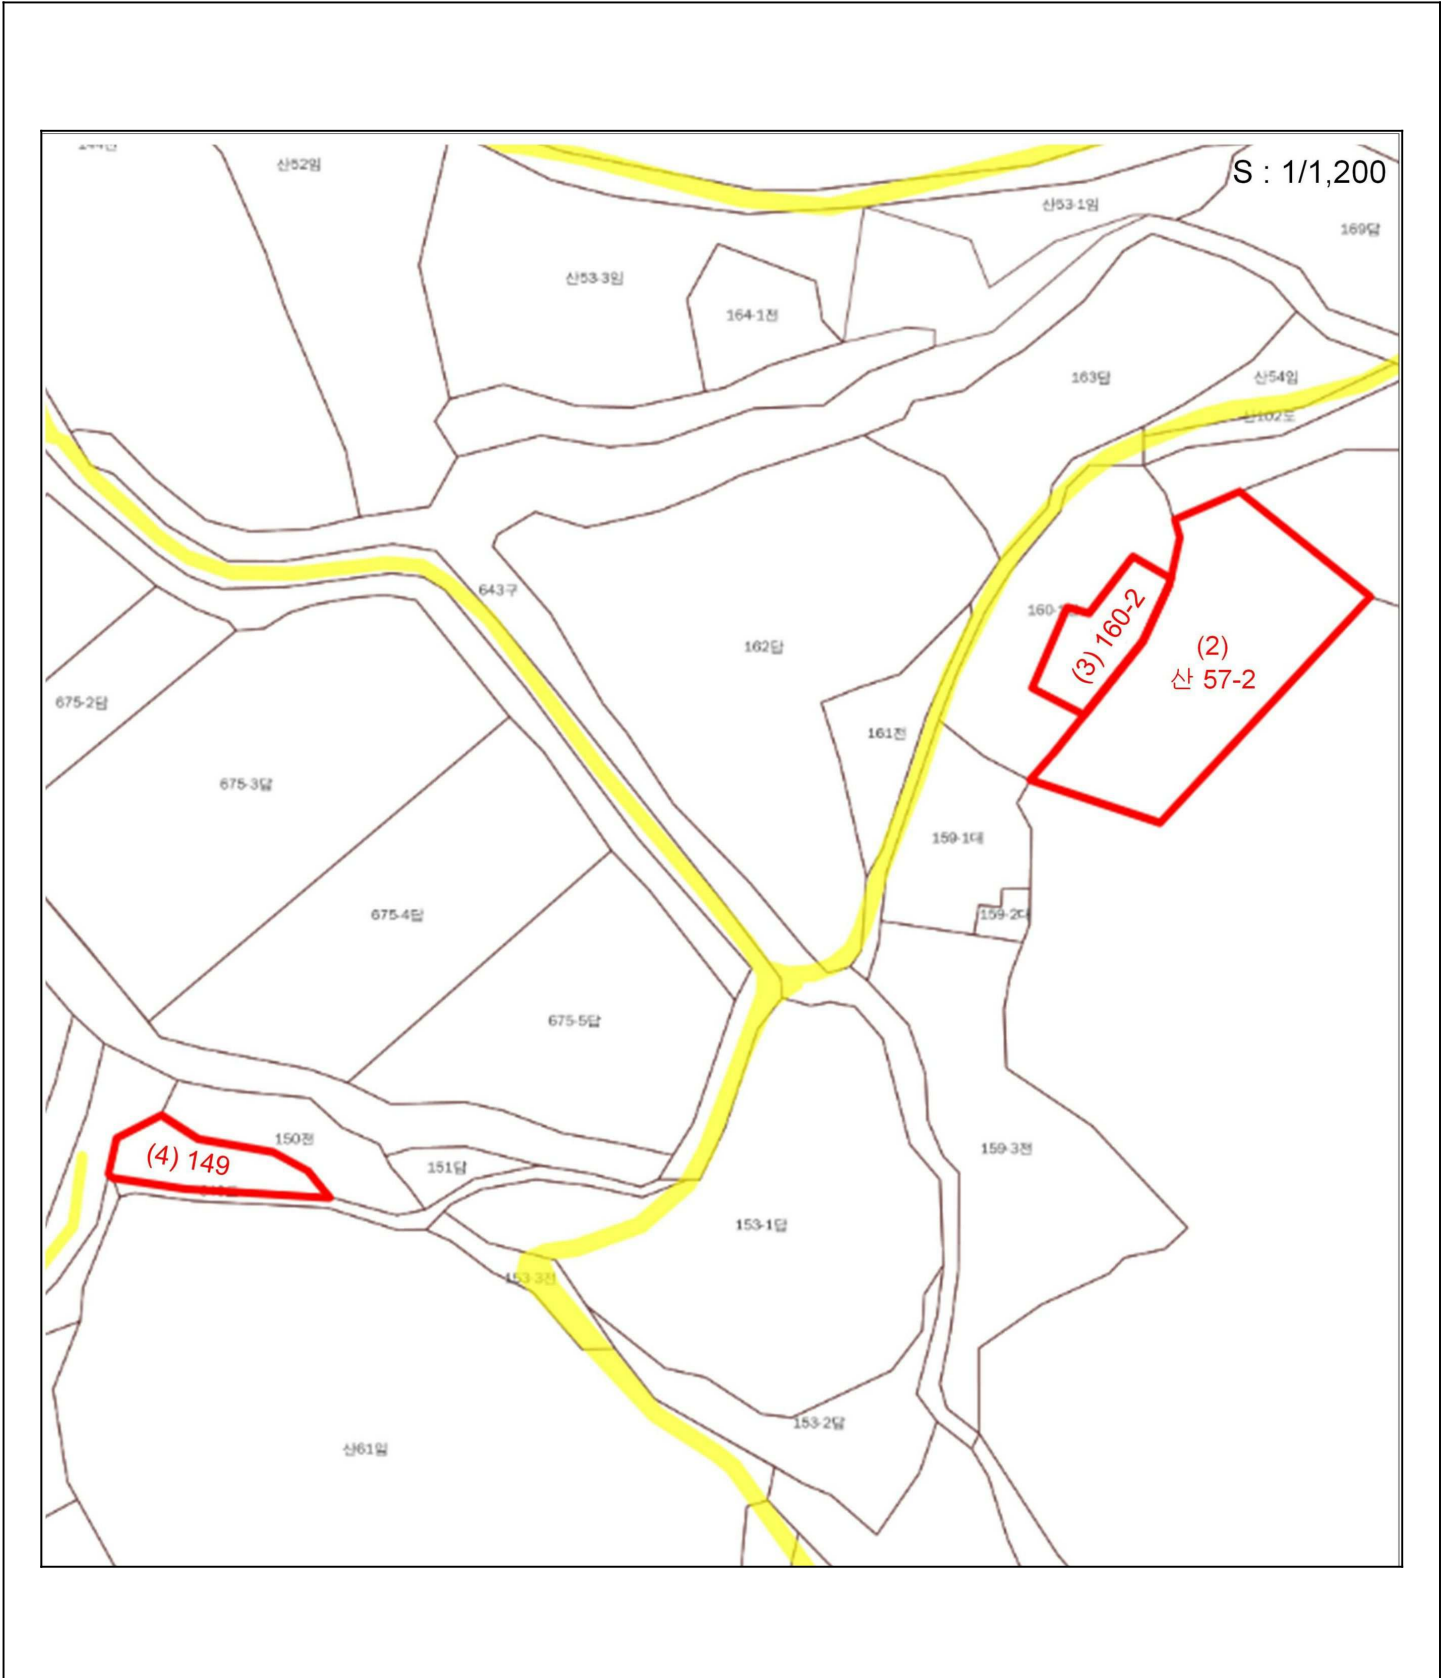 산52임
S : 1/1,200
산53-1임
169답
산53-3임
164-1전
163답
산54임
산102도
643구
160-1
(3) 160-2
162답
(2)
산 57-2
675-2답
161전
675-3답
159-1대
675-4답
159-2대
675-5답
150전
159-3전
(4) 149
151답
153-1답
153-3전
153-2답
산61임